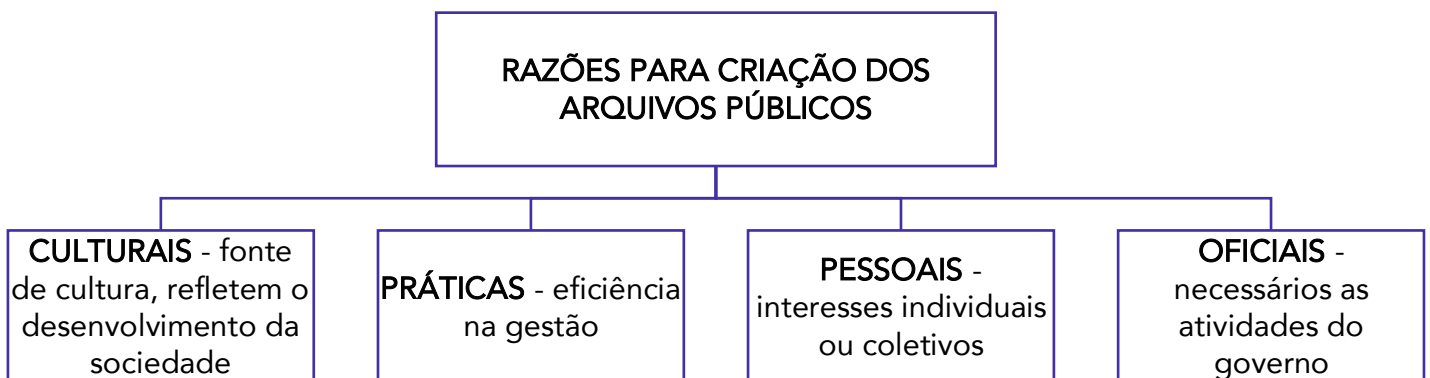 RAZÕES PARA CRIAÇÃO DOS
ARQUIVOS PÚBLICOS
CULTURAIS - fonte
de cultura, refletem o
desenvolvimento da
sociedade
PRÁTICAS - eficiência
na gestão
PESSOAIS -
interesses individuais
ou coletivos
OFICIAIS -
necessários as
atividades do
governo